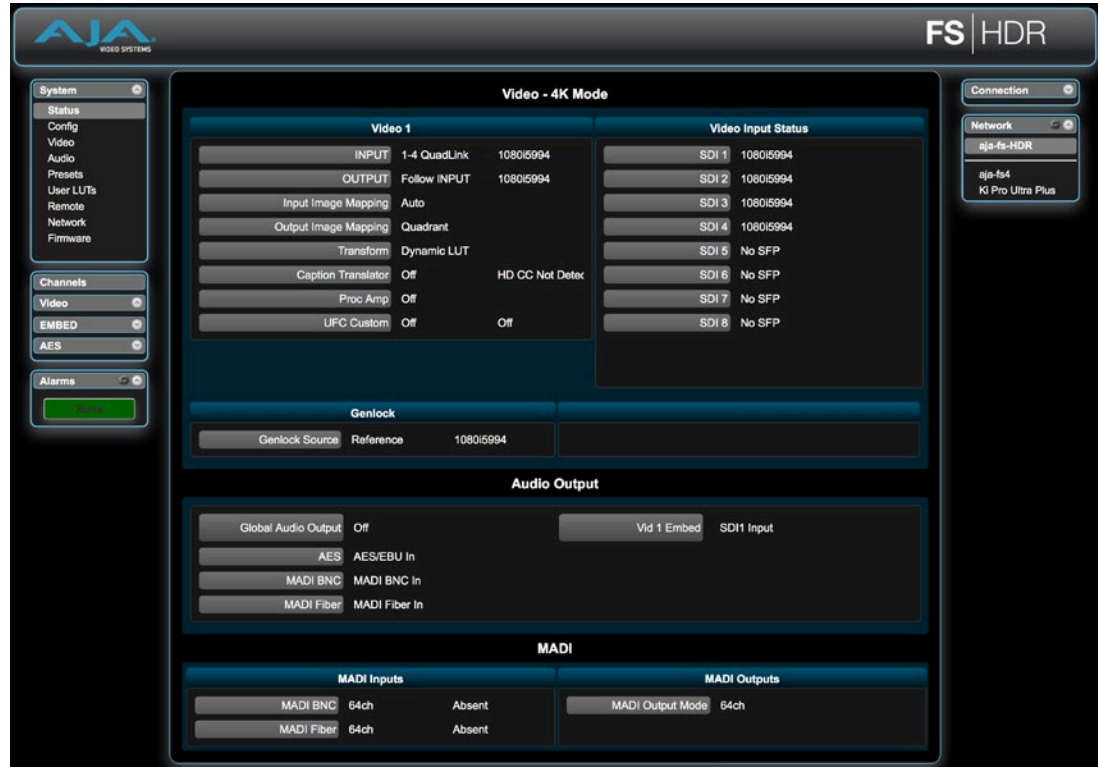 AJA
VIDEO SYSTEMS
FS|HDR
System
Status
Config
Video
Audio
Presets
User LUTs
Remote
Network
Firmware
Channels
Video
EMBED
AES
Alarms
None
Video - 4K Mode
Video 1
INPUT 1-4 QuadLink 1080i5994
OUTPUT Follow INPUT 1080i5994
Input Image Mapping Auto
Output Image Mapping Quadrant
Transform Dynamic LUT
Caption Translator Off HD CC Not Detec
Proc Amp Off
UFC Custom Off Off
Video Input Status
SDI 1 1080i5994
SDI 2 1080i5994
SDI 3 1080i5994
SDI 4 1080i5994
SDI 5 No SFP
SDI 6 No SFP
SDI 7 No SFP
SDI 8 No SFP
Genlock
Genlock Source Reference 1080i5994
Audio Output
Global Audio Output Off
AES AES/EBU In
MADI BNC MADI BNC In
MADI Fiber MADI Fiber In
Vid 1 Embed SDI1 Input
MADI
MADI Inputs
MADI BNC 64ch Absent
MADI Fiber 64ch Absent
MADI Outputs
MADI Output Mode 64ch
Connection
Network
aja-fs-HDR
aja-fs4
Ki Pro Ultra Plus